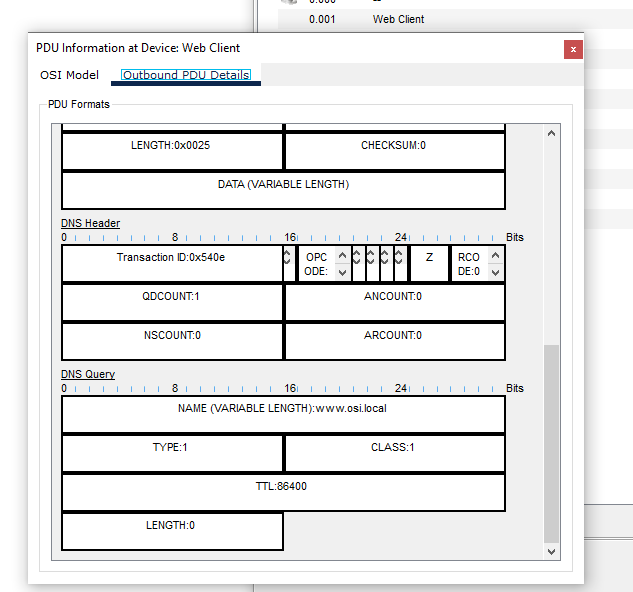 0.000 --
0.001 Web Client
PDU Information at Device: Web Client
x
OSI Model Outbound PDU Details
PDU Formats
LENGTH:0x0025 CHECKSUM:0
DATA (VARIABLE LENGTH)
DNS Header
0 8 16 24 Bits
Transaction ID:0x540e OPC Z RCO
ODE: DE:0
QDCOUNT:1 ANCOUNT:0
NSCOUNT:0 ARCOUNT:0
DNS Query
0 8 16 24 Bits
NAME (VARIABLE LENGTH):www.osi.local
TYPE:1 CLASS:1
TTL:86400
LENGTH:0